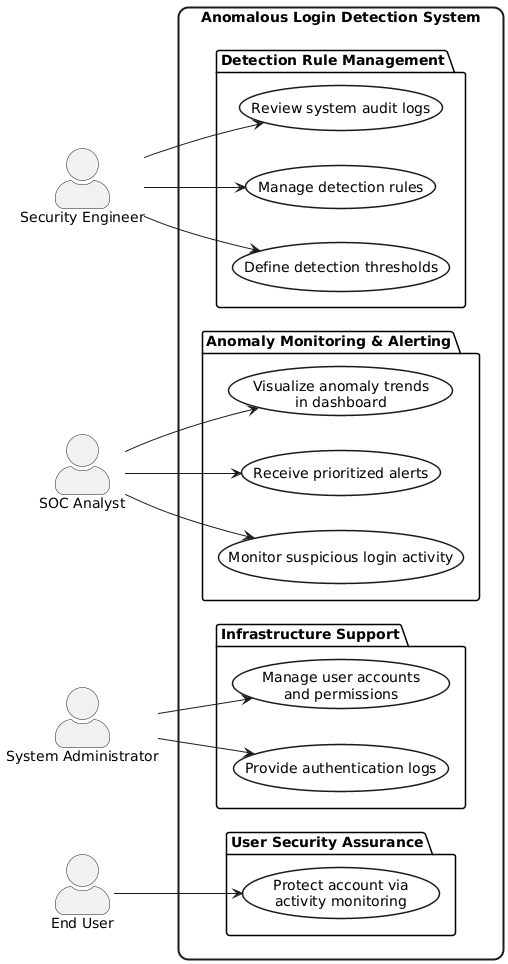 Anomalous Login Detection System
Detection Rule Management
Review system audit logs
Manage detection rules
Security Engineer
Define detection thresholds
Anomaly Monitoring & Alerting
Visualize anomaly trends
in dashboard
Receive prioritized alerts
SOC Analyst
Monitor suspicious login activity
Infrastructure Support
Manage user accounts
and permissions
System Administrator
Provide authentication logs
User Security Assurance
Protect account via
activity monitoring
End User